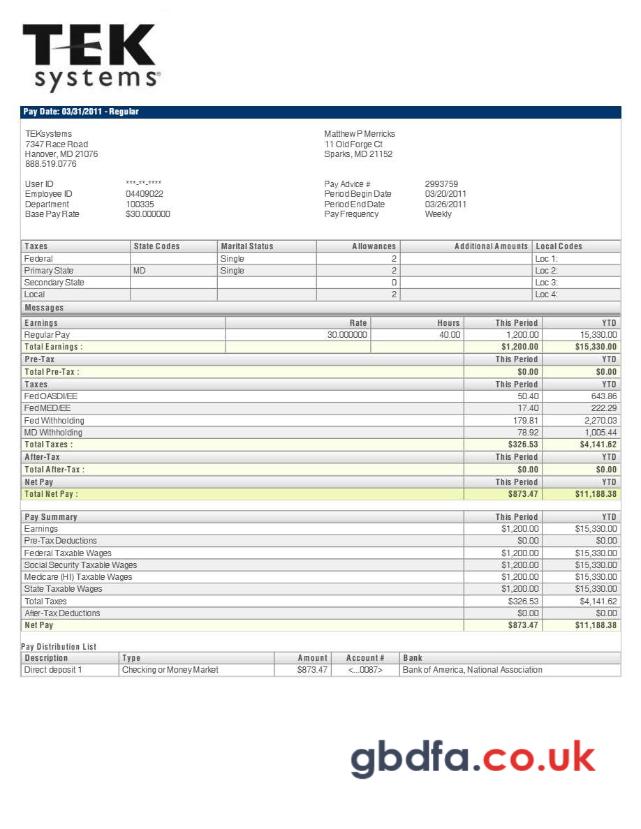 TEK
systems®
Pay Date: 03/31/2011 - Regular
TEKsystems
7347 Race Road
Hanover, MD 21076
888.519.0776
Matthew P Merricks
11 Old Forge Ct
Sparks, MD 21152
User ID ***-**-****
Employee ID 04409022
Department 100335
Base Pay Rate $30.000000
Pay Advice # 2993759
Period Begin Date 03/20/2011
Period End Date 03/26/2011
Pay Frequency Weekly
Taxes State Codes Marital Status Allowances Additional Amounts Local Codes
Federal Single 2 Loc 1:
Primary State MD Single 2 Loc 2:
Secondary State 0 Loc 3:
Local 2 Loc 4:
Messages
Earnings Rate Hours This Period YTD
Regular Pay 30.000000 40.00 1,200.00 15,330.00
Total Earnings : $1,200.00 $15,330.00
Pre-Tax This Period YTD
Total Pre-Tax : $0.00 $0.00
Taxes This Period YTD
Fed OASDI/EE 50.40 643.86
Fed MED/EE 17.40 222.29
Fed Withholding 179.81 2,270.03
MD Withholding 78.92 1,005.44
Total Taxes : $326.53 $4,141.62
After-Tax This Period YTD
Total After-Tax : $0.00 $0.00
Net Pay This Period YTD
Total Net Pay : $873.47 $11,188.38
Pay Summary This Period YTD
Earnings $1,200.00 $15,330.00
Pre-Tax Deductions $0.00 $0.00
Federal Taxable Wages $1,200.00 $15,330.00
Social Security Taxable Wages $1,200.00 $15,330.00
Medicare (HI) Taxable Wages $1,200.00 $15,330.00
State Taxable Wages $1,200.00 $15,330.00
Total Taxes $326.53 $4,141.62
After-Tax Deductions $0.00 $0.00
Net Pay $873.47 $11,188.38
Pay Distribution List
Description Type Amount Account # Bank
Direct deposit 1 Checking or Money Market $873.47 <...0087> Bank of America, National Association
gbdfa.co.uk